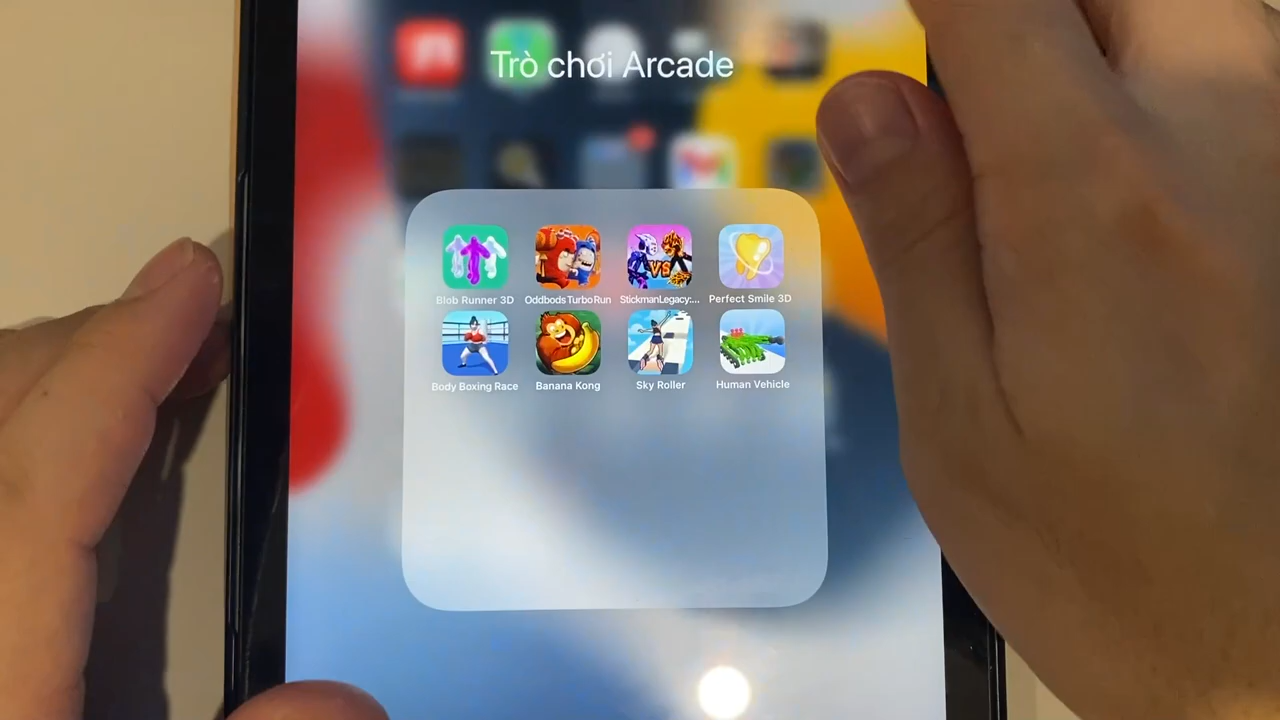 Trò chơi Arcade
Blob Runner 3D
Oddbods Turbo Run
StickmanLegacy:...
Perfect Smile 3D
VS
Body Boxing Race
Banana Kong
Sky Roller
Human Vehicle